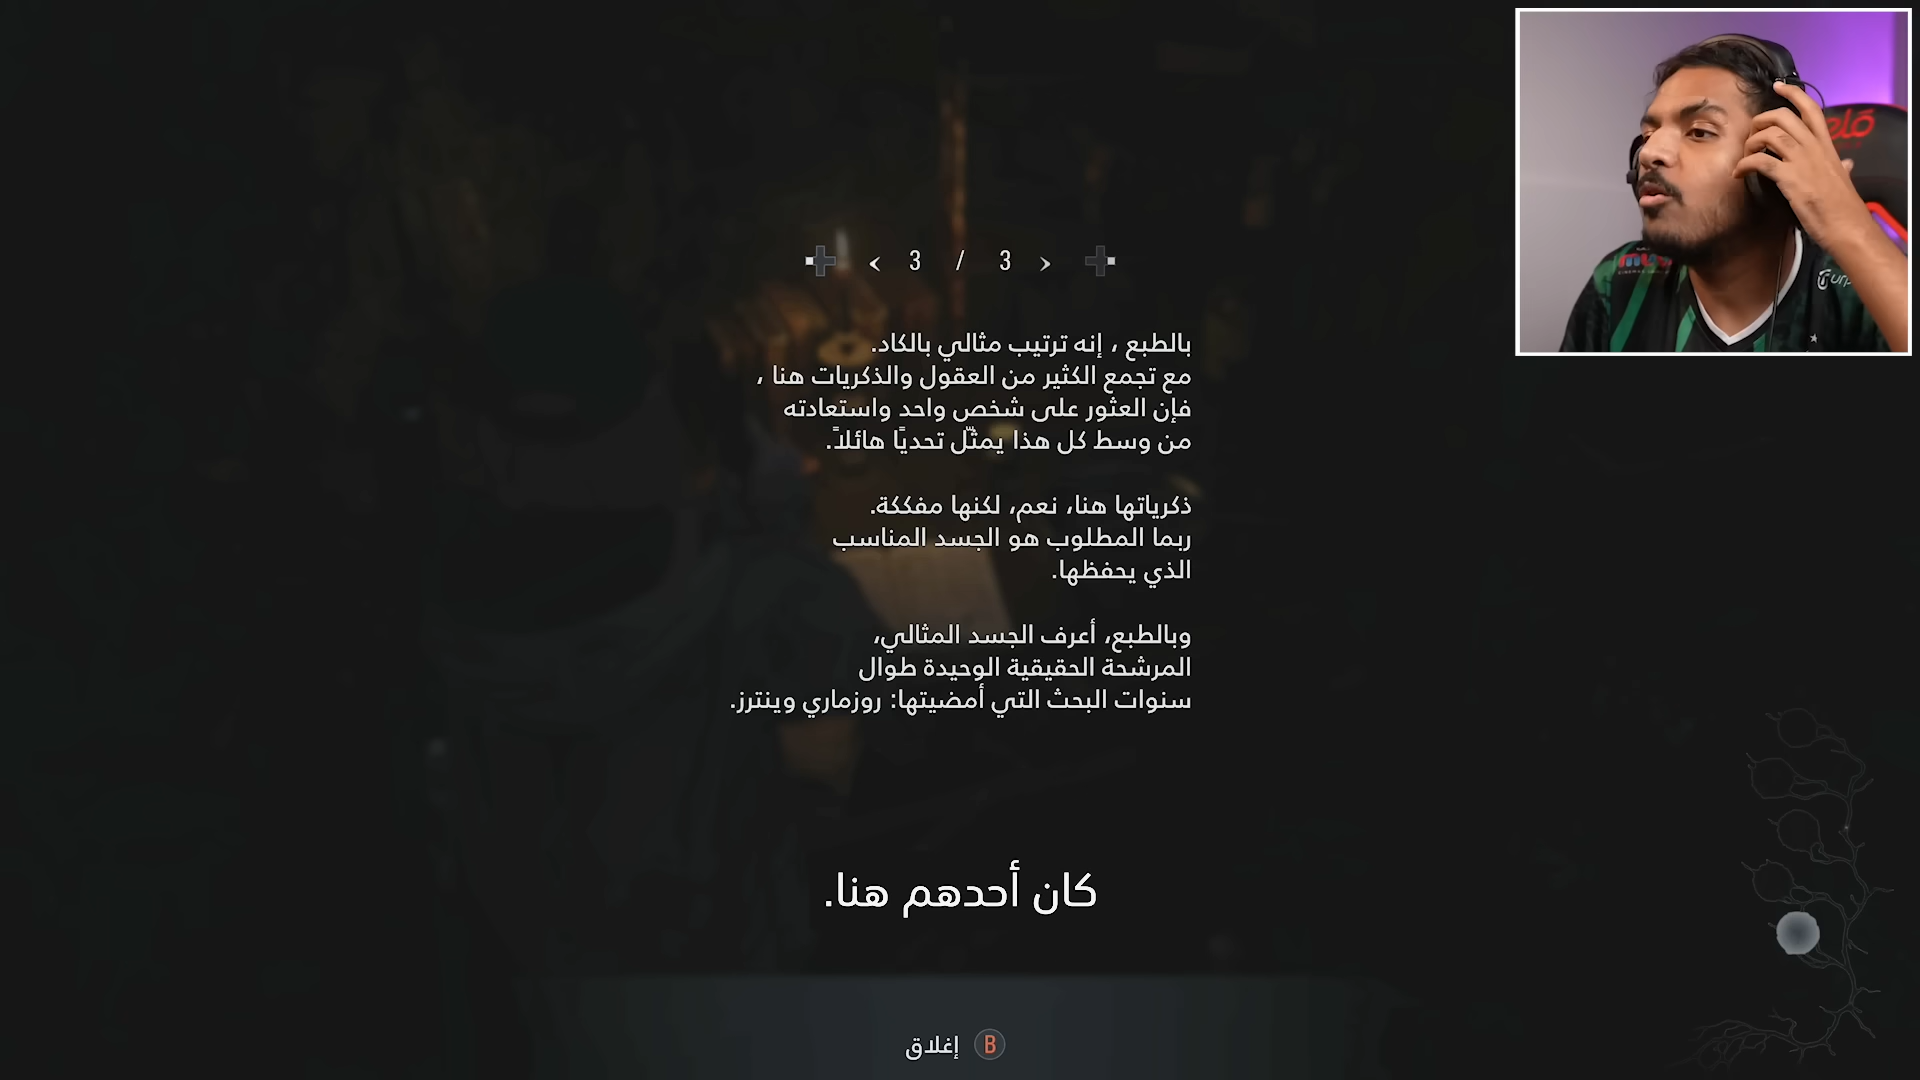 3 / 3
بالطبع ، إنه ترتيب مثالي بالكاد.
مع تجمع الكثير من العقول والذكريات هنا ،
فإن العثور على شخص واحد واستعادته
من وسط كل هذا يمثّل تحديًا هائلاً.
ذكرياتها هنا، نعم، لكنها مفككة.
ربما المطلوب هو الجسد المناسب
الذي يحفظها.
وبالطبع، أعرف الجسد المثالي،
المرشحة الحقيقية الوحيدة طوال
سنوات البحث التي أمضيتها: روزماري وينترز.
كان أحدهم هنا.
B إغلاق